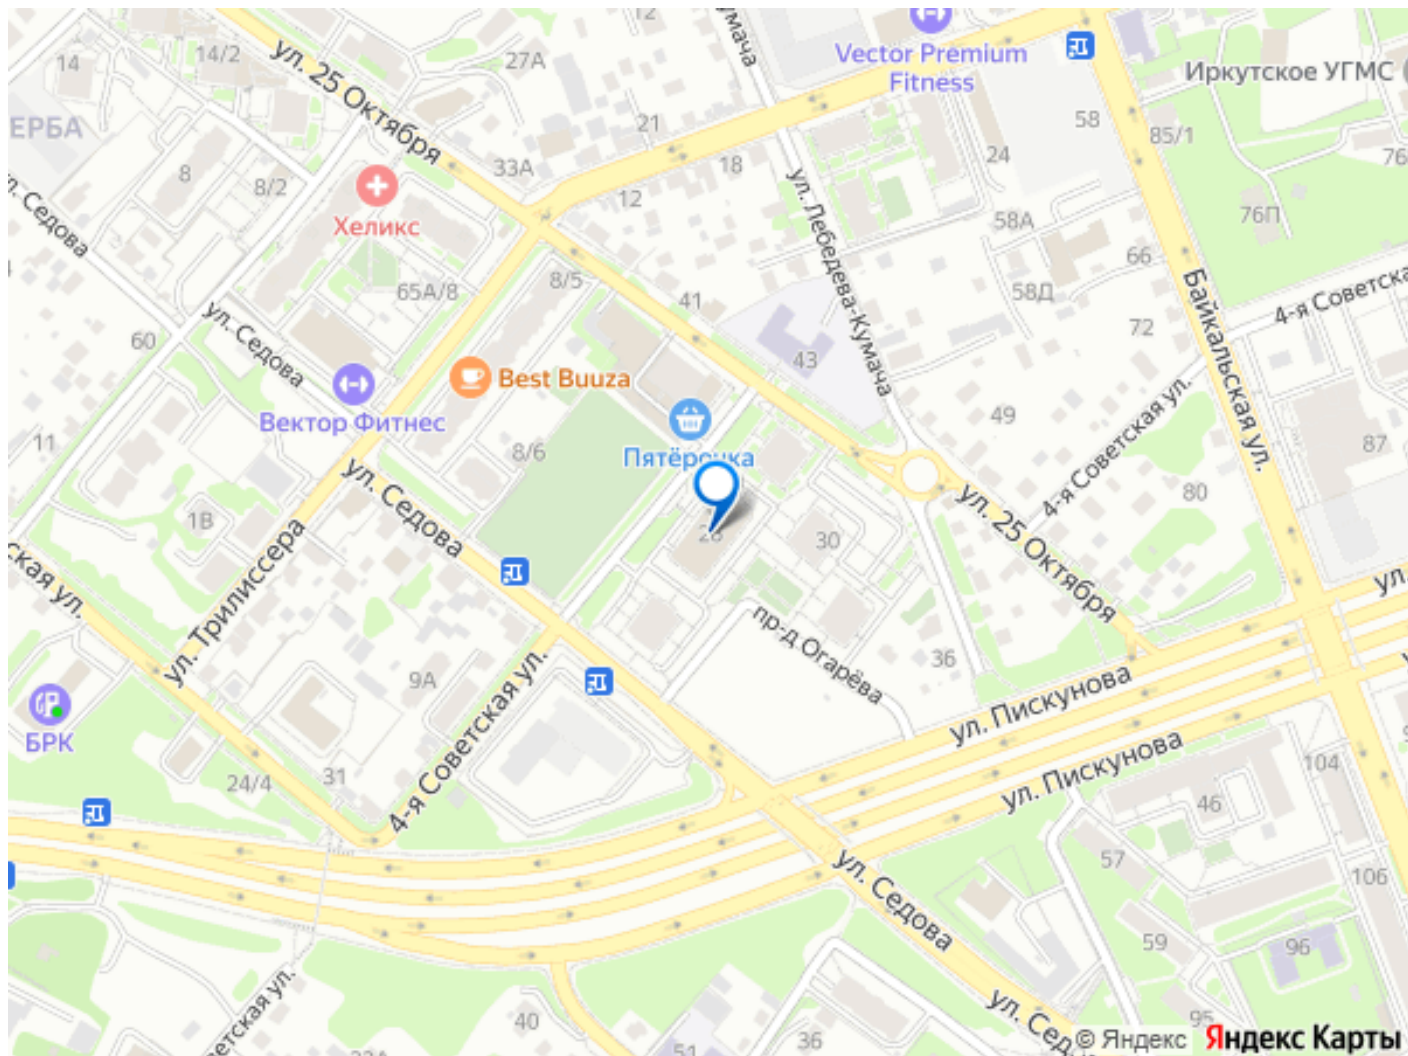 12
14/2
14
ул. 25 Октября
27А
Vector Premium
Fitness
Иркутское УГМС
ЕРБА
21
58
85/1
76
33А
18
24
8
8/2
12
Хеликс
ул. Лебедева-Кумача
58А
76П
66
ул. Седова
65А/8
8/5
41
58Д
Байкальская ул.
72
60
ул. Седова
43
Best Buuza
Вектор Фитнес
49
4-я Советская ул.
87
11
8/6
Пятёрочка
80
ул. Седова
ул. 25 Октября
1В
30
ул. Трилиссера
пр-д Огарёва
36
9А
4-я Советская ул.
ул. Пискунова
БРК
24/4
31
ул. Пискунова
104
46
57
106
ул. Седова
59
96
40
36
51
95
© Яндекс
Яндекс Карты